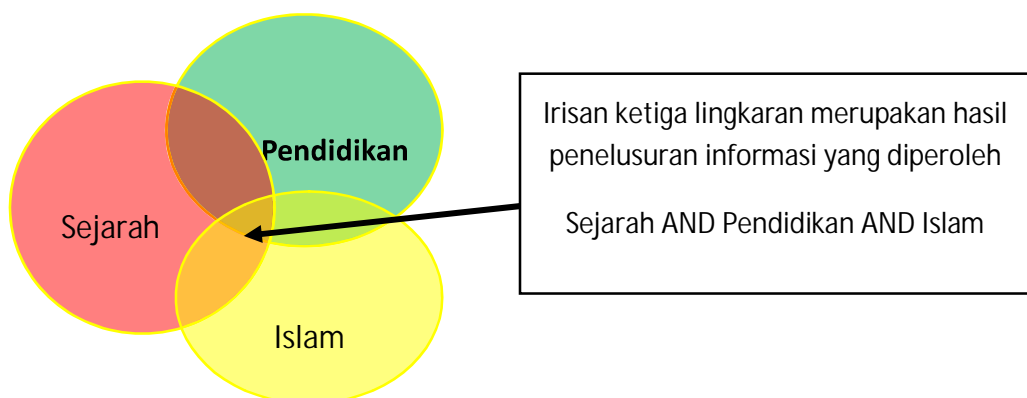 Pendidikan
Sejarah
Islam
Irisan ketiga lingkaran merupakan hasil
penelusuran informasi yang diperoleh
Sejarah AND Pendidikan AND Islam